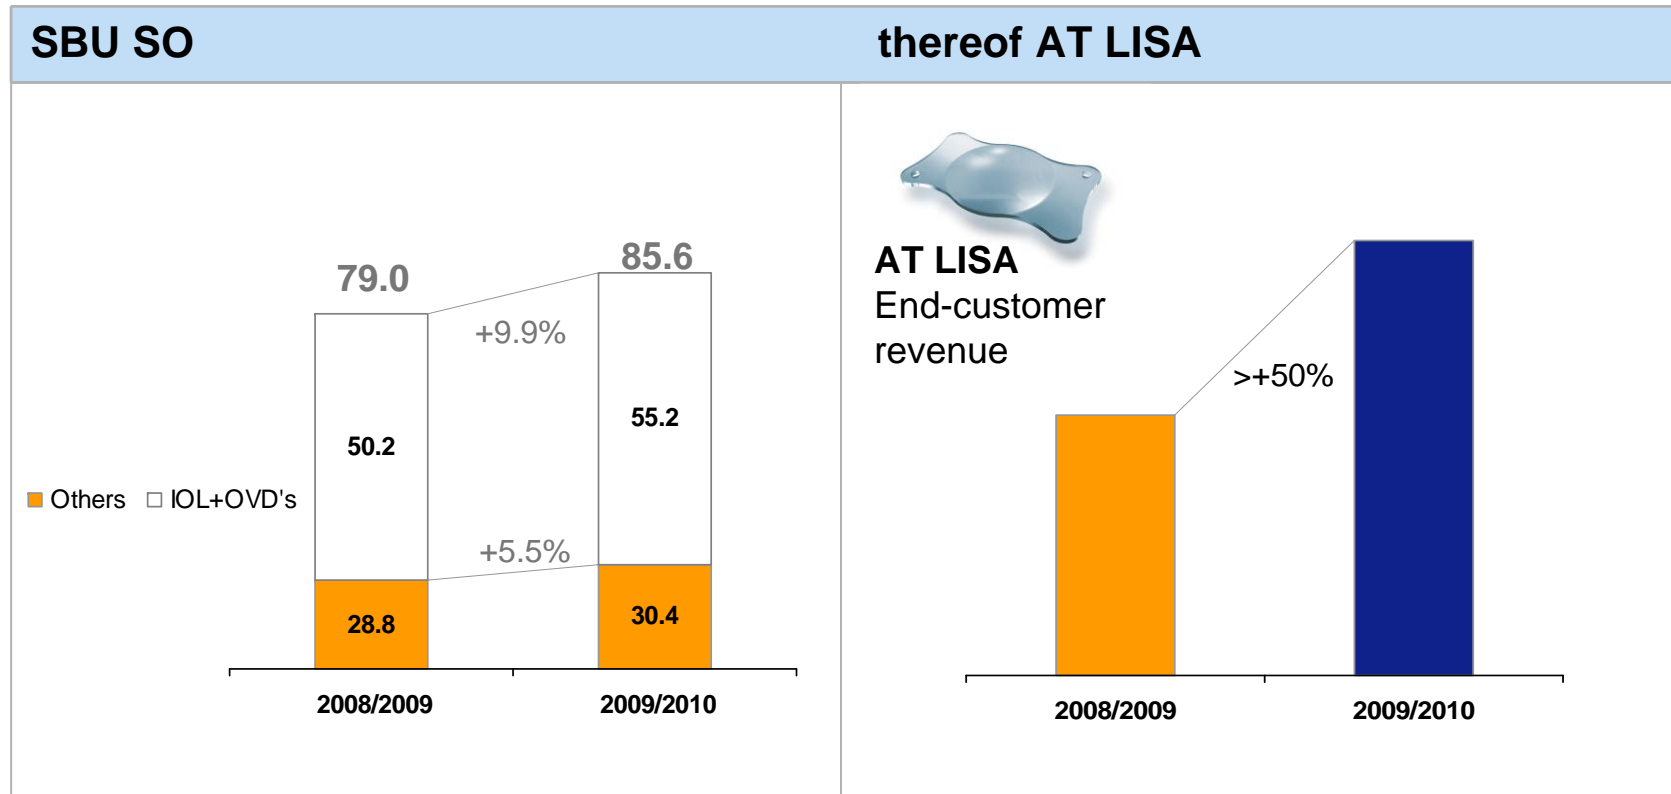 SBU SO
thereof AT LISA
79.0
85.6
+9.9%
50.2
55.2
Others
IOL+OVD's
+5.5%
28.8
30.4
2008/2009
2009/2010
AT LISA
End-customer
revenue
>+50%
2008/2009
2009/2010